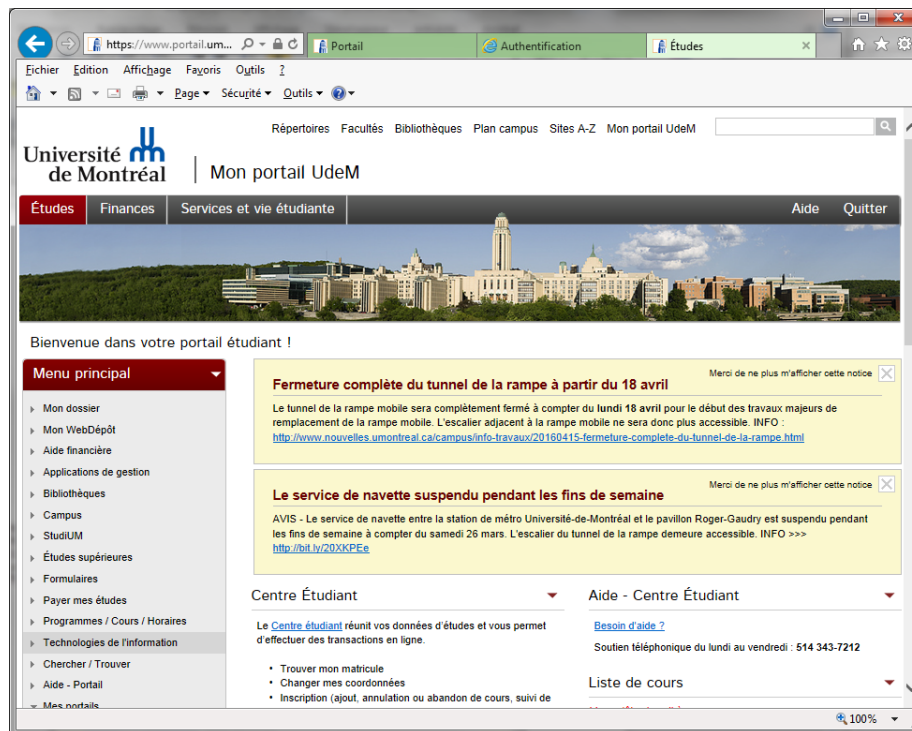 https://www.portail.um...
Portail
Authentification
Études
Fichier Edition Affichage Favoris Outils ?
Page Sécurité Outils
Répertoires Facultés Bibliothèques Plan campus Sites A-Z Mon portail UdeM
Université
de Montréal
Mon portail UdeM
Études Finances Services et vie étudiante Aide Quitter
Bienvenue dans votre portail étudiant !
Menu principal
Mon dossier
Mon WebDépôt
Aide financière
Applications de gestion
Bibliothèques
Campus
StudiUM
Études supérieures
Formulaires
Payer mes études
Programmes / Cours / Horaires
Technologies de l'information
Chercher / Trouver
Aide - Portail
Mes portails
Merci de ne plus m'afficher cette notice
Fermeture complète du tunnel de la rampe à partir du 18 avril
Le tunnel de la rampe mobile sera complètement fermé à compter du lundi 18 avril pour le début des travaux majeurs de
remplacement de la rampe mobile. L'escalier adjacent à la rampe mobile ne sera donc plus accessible. INFO :
http://www.nouvelles.umontreal.ca/campus/info-travaux/20160415-fermeture-complete-du-tunnel-de-la-rampe.html
Merci de ne plus m'afficher cette notice
Le service de navette suspendu pendant les fins de semaine
AVIS - Le service de navette entre la station de métro Université-de-Montréal et le pavillon Roger-Gaudry est suspendu pendant
les fins de semaine à compter du samedi 26 mars. L'escalier du tunnel de la rampe demeure accessible. INFO >>>
http://bit.ly/20XKPEe
Centre Étudiant
Le Centre étudiant réunit vos données d'études et vous permet
d'effectuer des transactions en ligne.
• Trouver mon matricule
• Changer mes coordonnées
• Inscription (ajout, annulation ou abandon de cours, suivi de
Aide - Centre Étudiant
Besoin d'aide ?
Soutien téléphonique du lundi au vendredi : 514 343-7212
Liste de cours
100%